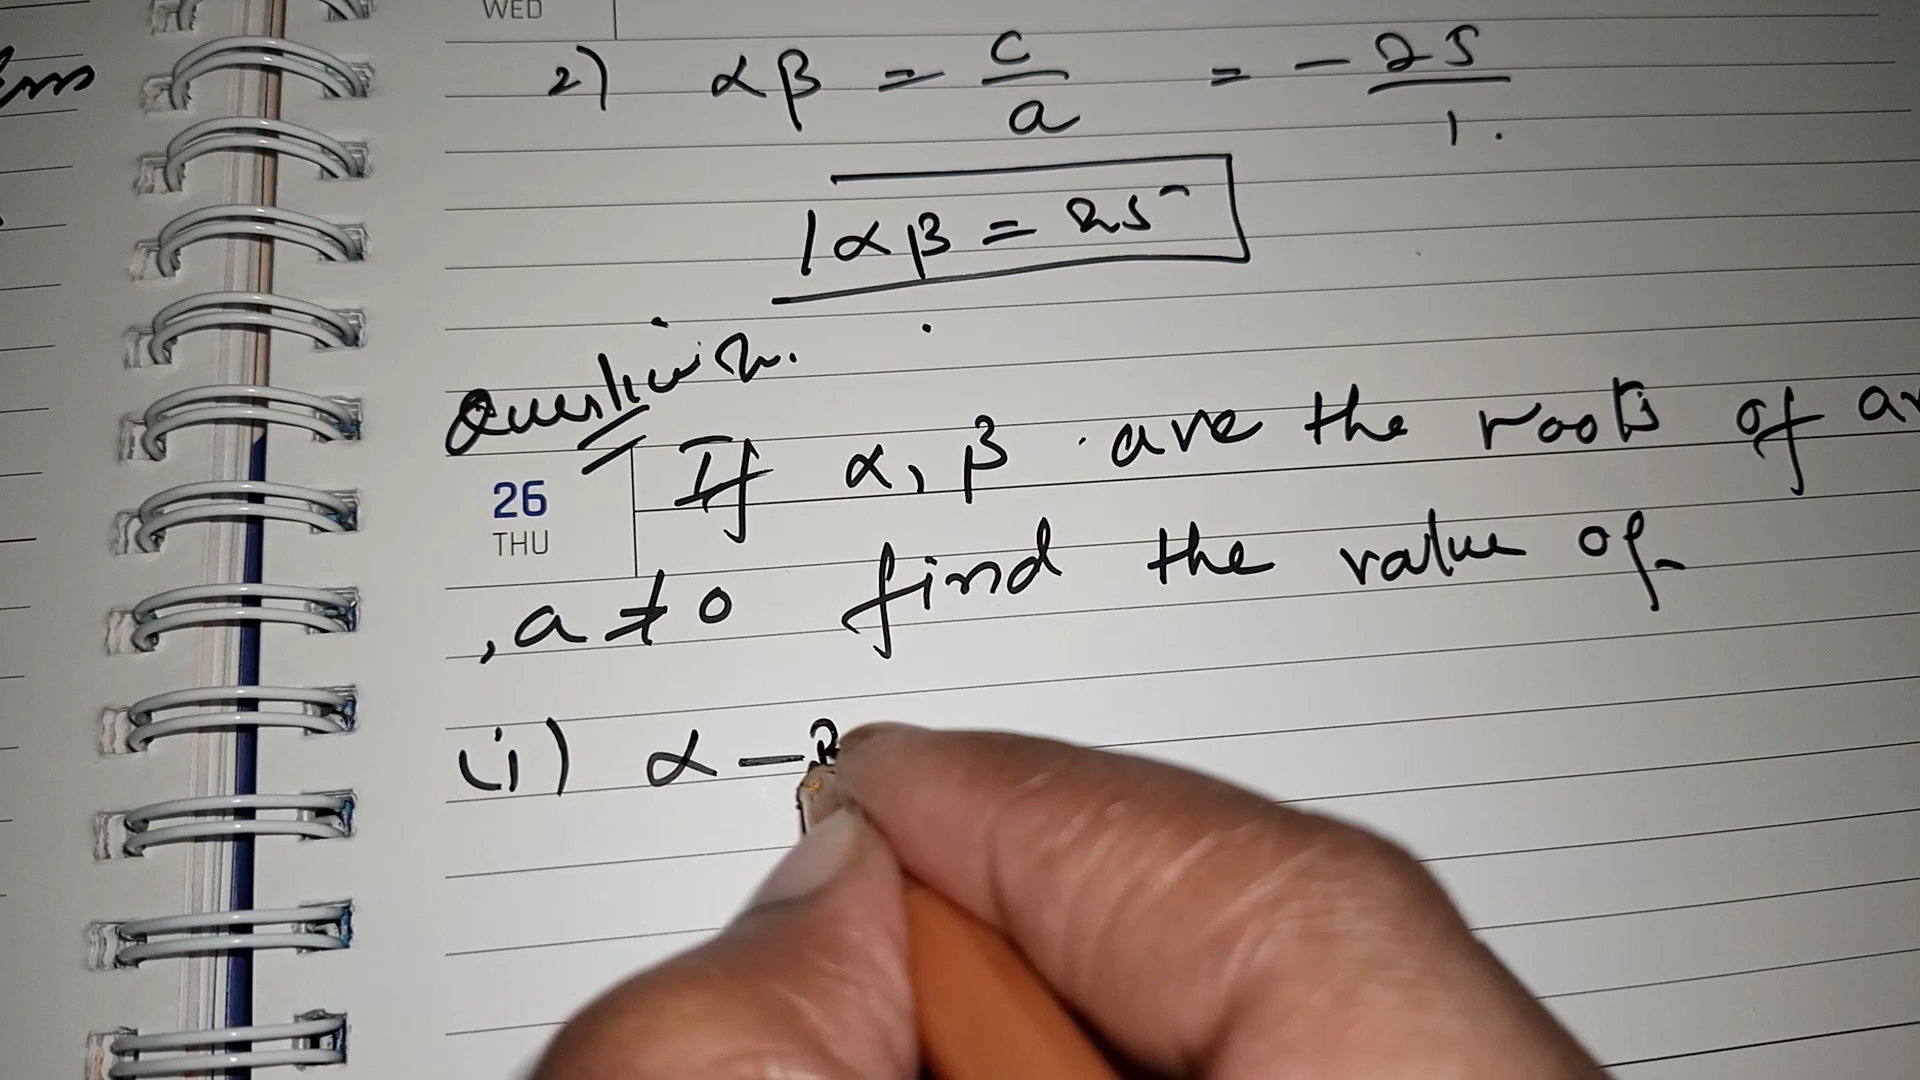 WED
2) αβ = c/a = - 25/1.
αβ = 25
Question.
If α, β are the roots of
26
THU
, a ≠ 0 find the value of
(i) α - β